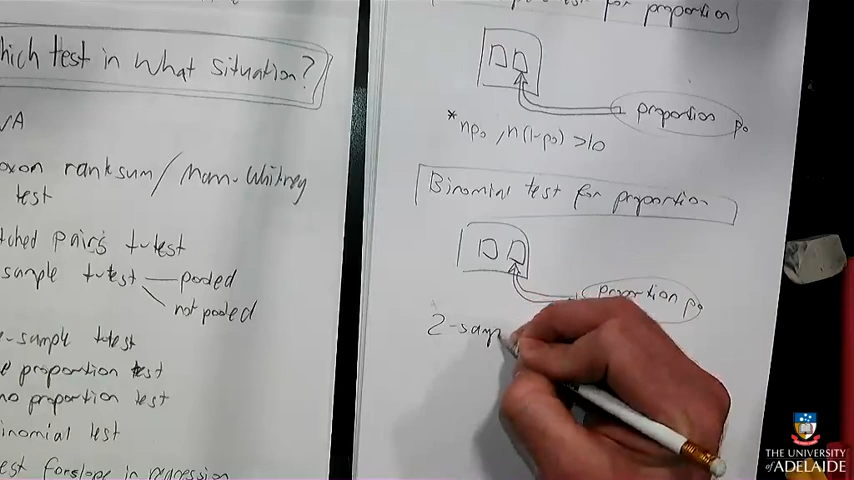 hich test in what situation?
VA
oxon ranksum/Mann-Whitney
test
tched pairs t-test
sample t-test — pooled
not pooled
-sample t-test
e proportion test
no proportion test
inomial test
est for slope in regression
test for proportion
proportion p₀
*np₀, n(1-p₀) >10
Binomial test for proportion
proportion p₀
2-samp
THE UNIVERSITY
of ADELAIDE